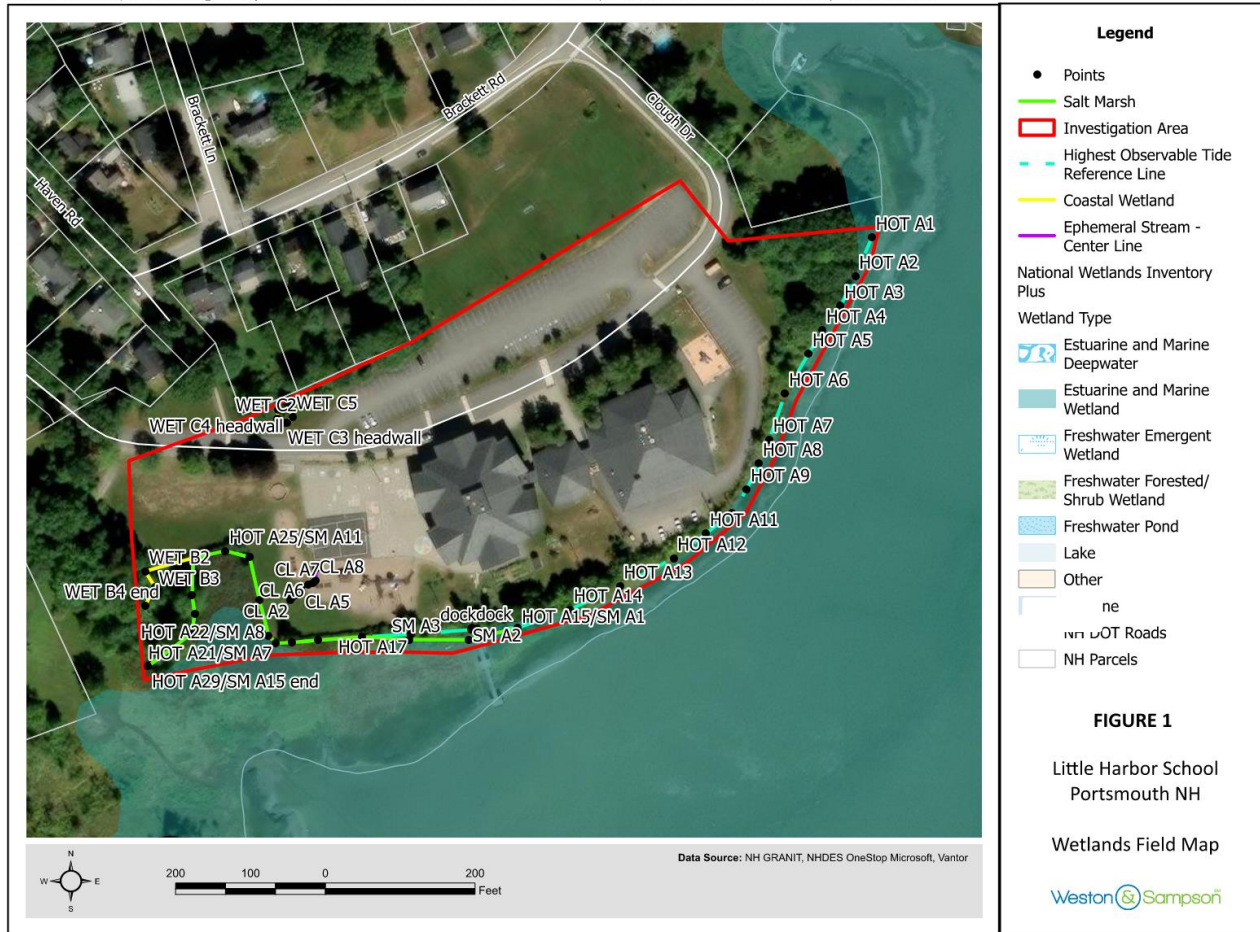 Brackett Rd
Brackett Ln
Clough Dr
Haven Rd
HOT A1
HOT A2
HOT A3
HOT A4
HOT A5
HOT A6
HOT A7
HOT A8
HOT A9
HOT A11
HOT A12
HOT A13
HOT A14
HOT A15/SM A1
WET C2
WET C5
WET C4 headwall
WET C3 headwall
HOT A25/SM A11
WET B2
WET B3
WET B4 end
CL A7
CL A8
CL A6
CL A5
CL A2
dockdock
SM A3
SM A2
HOT A17
HOT A22/SM A8
HOT A21/SM A7
HOT A29/SM A15 end
N
W
E
S
200 100 0 200
Feet
Data Source: NH GRANIT, NHDES OneStop Microsoft, Vantor
Legend
Points
Salt Marsh
Investigation Area
Highest Observable Tide
Reference Line
Coastal Wetland
Ephemeral Stream -
Center Line
National Wetlands Inventory
Plus
Wetland Type
Estuarine and Marine
Deepwater
Estuarine and Marine
Wetland
Freshwater Emergent
Wetland
Freshwater Forested/
Shrub Wetland
Freshwater Pond
Lake
Other
ne
NH DOT Roads
NH Parcels
FIGURE 1
Little Harbor School
Portsmouth NH
Wetlands Field Map
Weston & Sampson